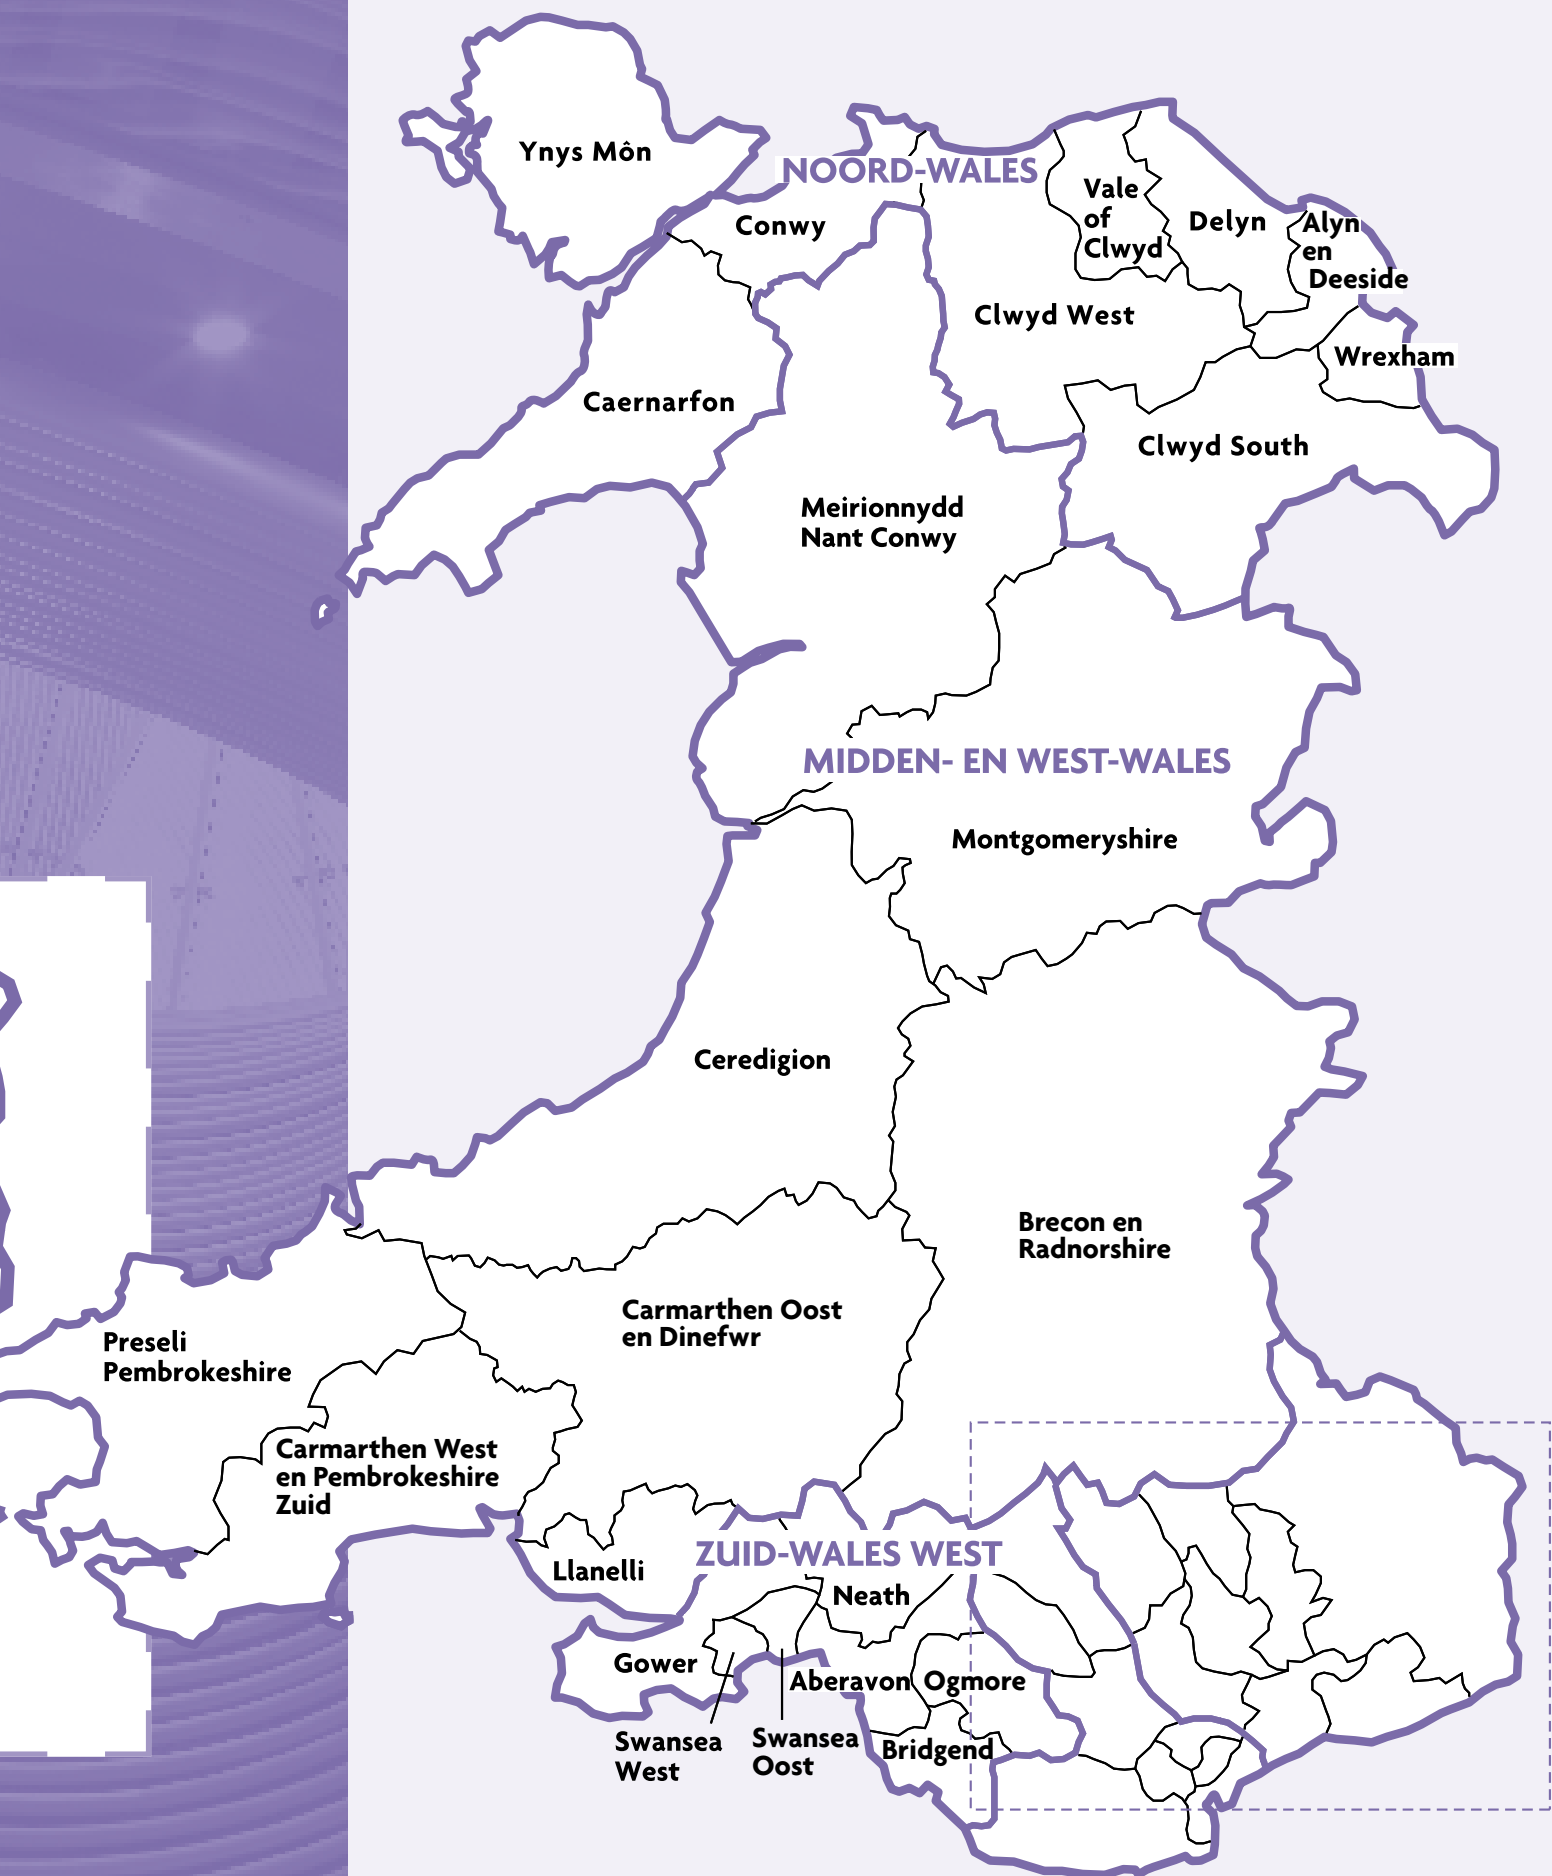 Ynys Môn
NOORD-WALES
Conwy
Vale
of
Clwyd
Delyn
Alyn
en
Deeside
Clwyd West
Wrexham
Caernarfon
Clwyd South
Meirionnydd
Nant Conwy
MIDDEN- EN WEST-WALES
Montgomeryshire
Ceredigion
Brecon en
Radnorshire
Carmarthen Oost
en Dinefwr
Preseli
Pembrokeshire
Carmarthen West
en Pembrokeshire
Zuid
ZUID-WALES WEST
Llanelli
Neath
Gower
Aberavon
Ogmore
Swansea
West
Swansea
Oost
Bridgend